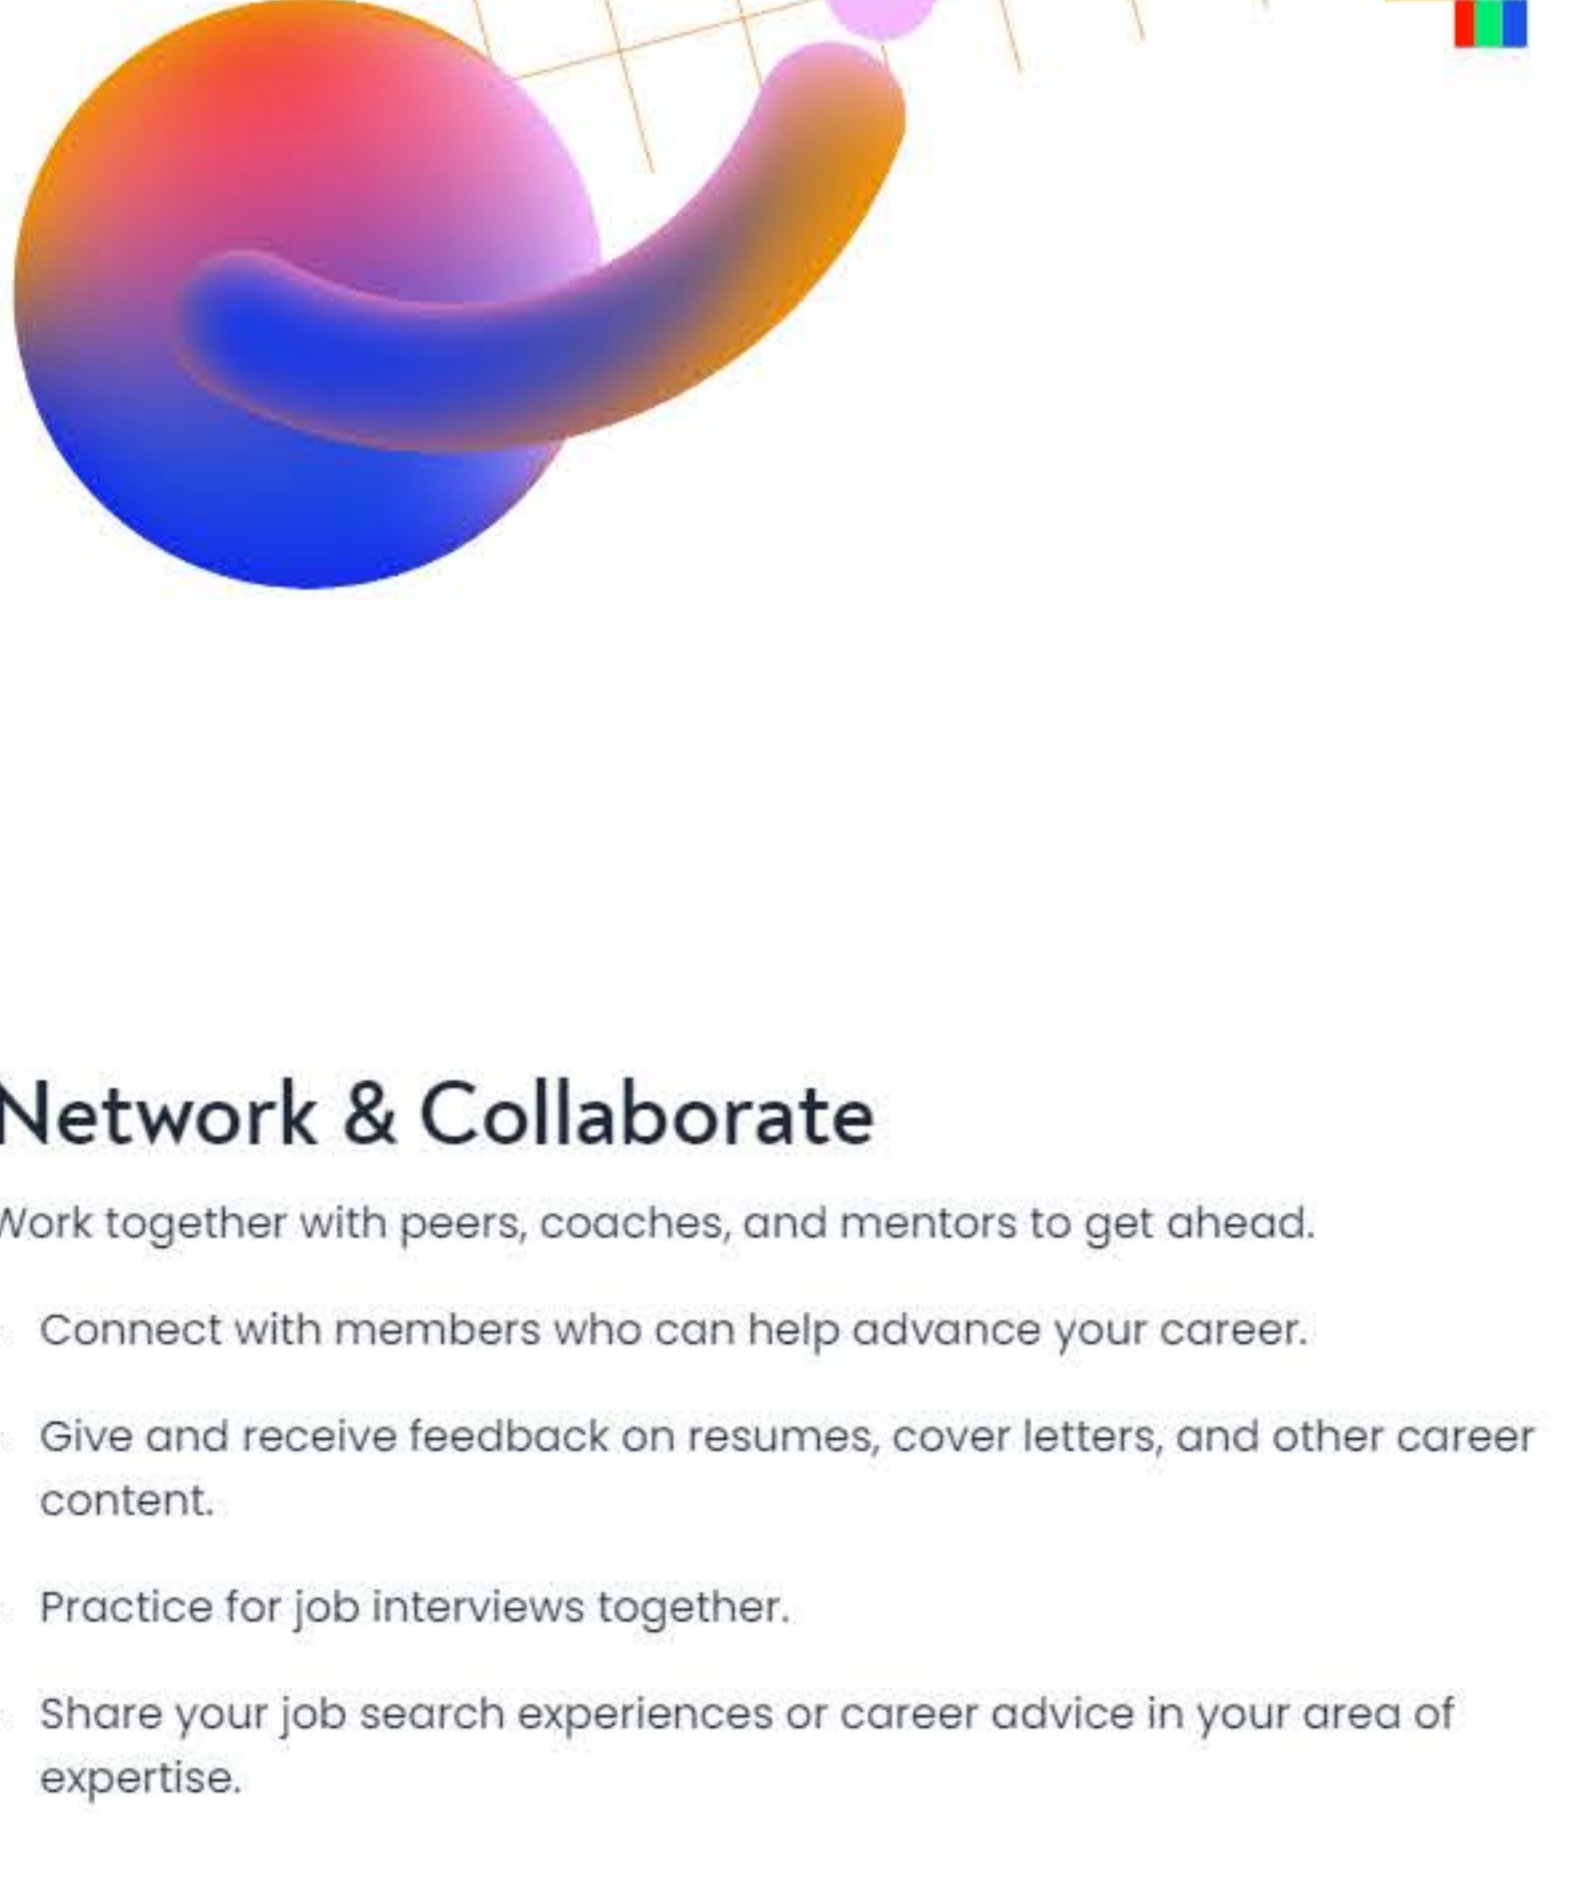 Network & Collaborate
Work together with peers, coaches, and mentors to get ahead.
Connect with members who can help advance your career.
Give and receive feedback on resumes, cover letters, and other career
content.
Practice for job interviews together.
Share your job search experiences or career advice in your area of
expertise.